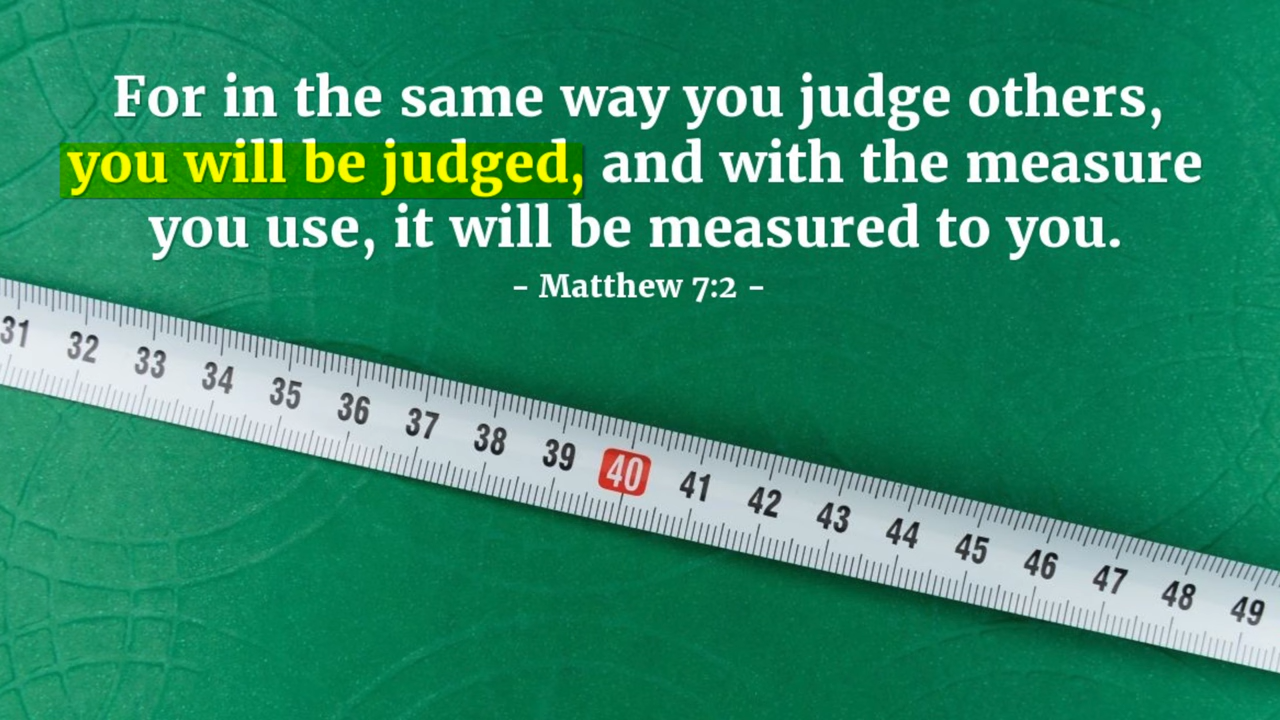 For in the same way you judge others,
you will be judged, and with the measure
you use, it will be measured to you.
- Matthew 7:2 -
31 32 33 34 35 36 37 38 39 40 41 42 43 44 45 46 47 48 49